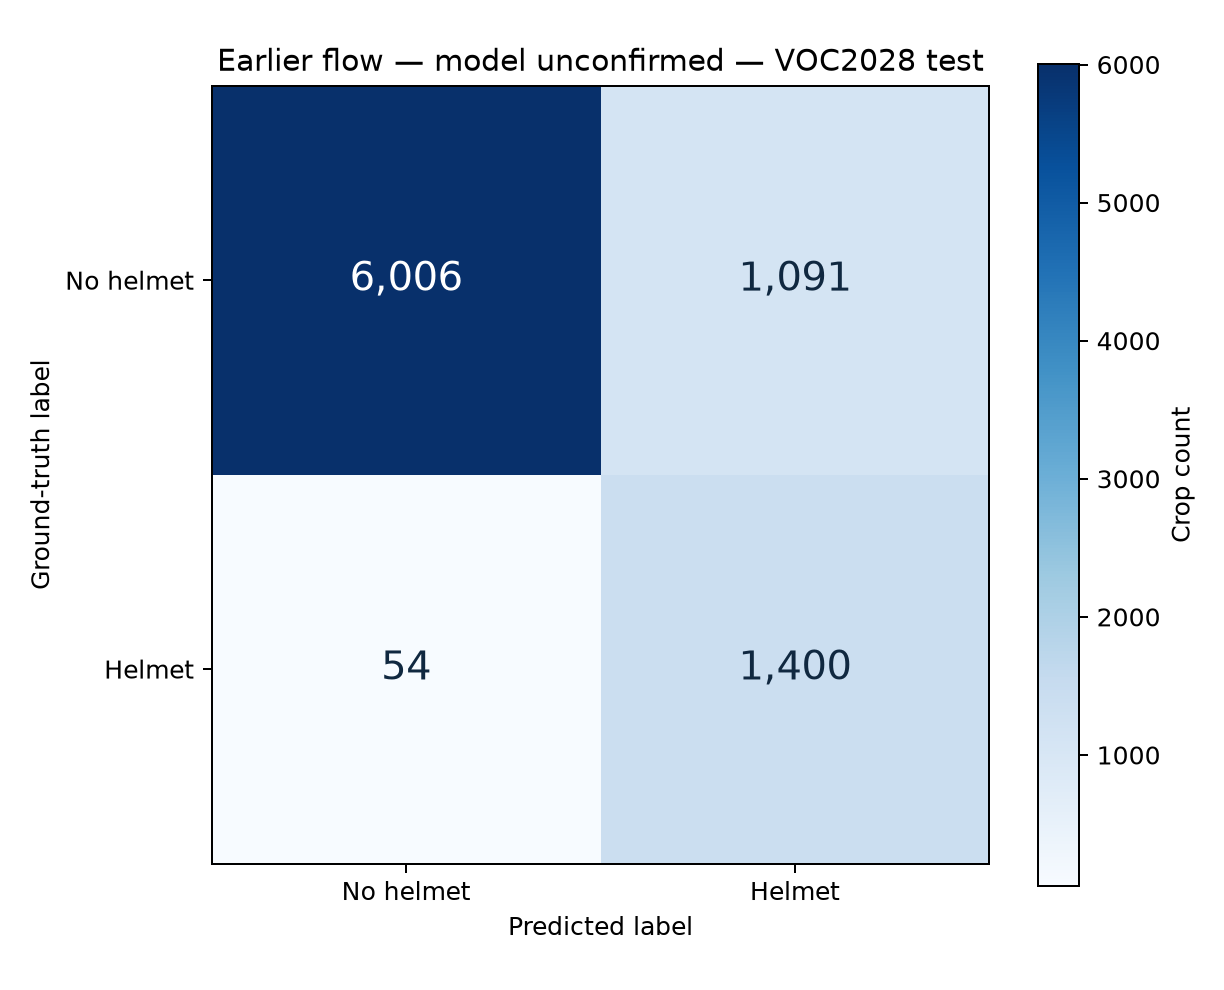 Earlier flow — model unconfirmed — VOC2028 test
6000
5000
4000
3000
2000
1000
Crop count
Ground-truth label
No helmet
6,006
1,091
Helmet
54
1,400
No helmet
Helmet
Predicted label